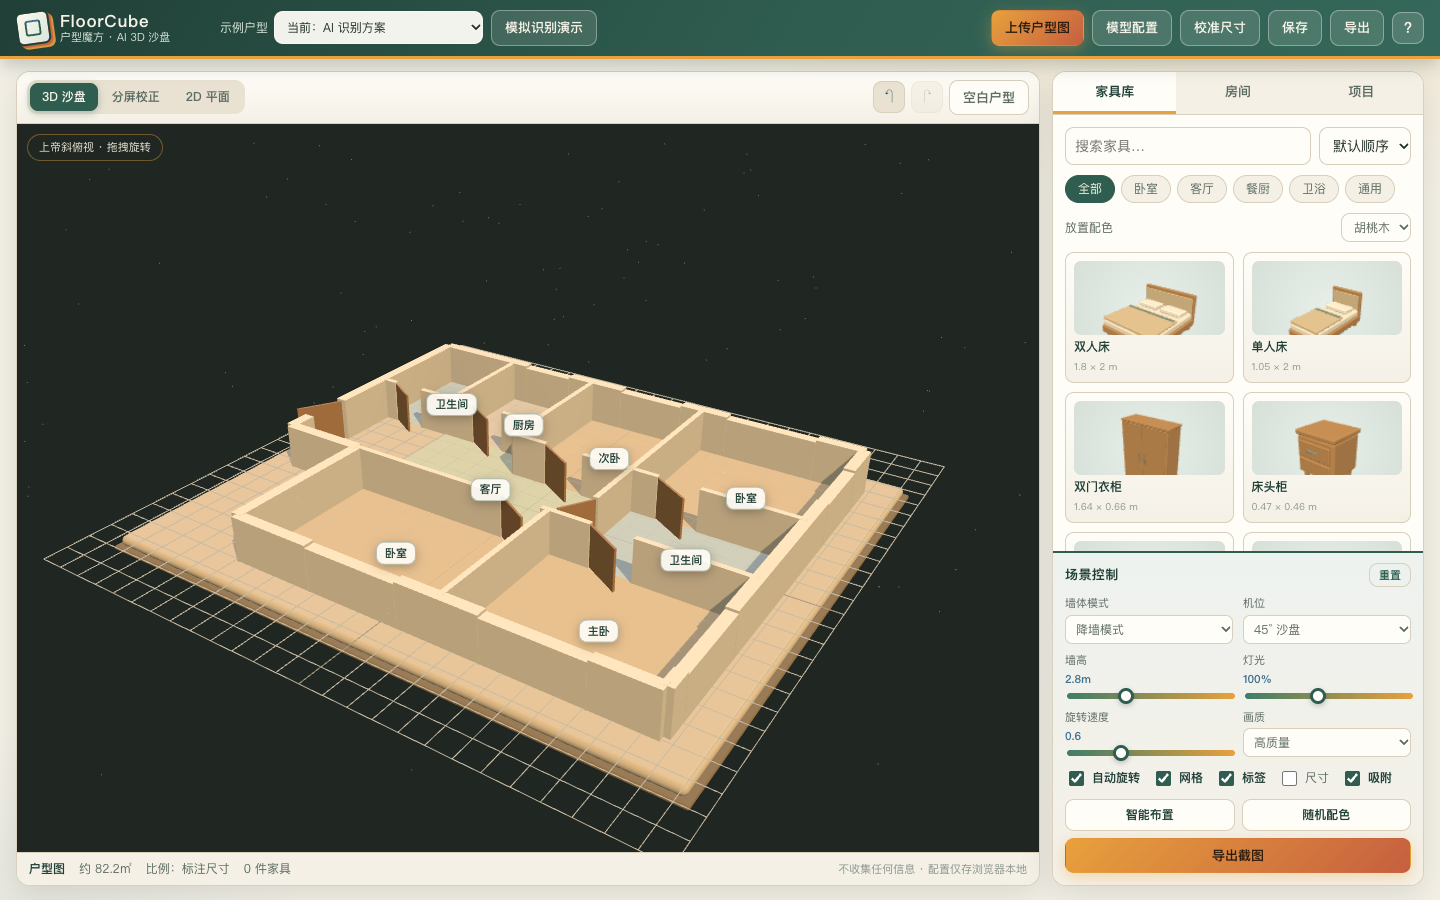 FloorCube
户型魔方 · AI 3D 沙盘
示例户型
当前：AI 识别方案
模拟识别演示
上传户型图
模型配置
校准尺寸
保存
导出
?
3D 沙盘
分屏校正
2D 平面
空白户型
上帝斜俯视 · 拖拽旋转
卫生间
厨房
次卧
客厅
卧室
卧室
卫生间
主卧
户型图
约 82.2㎡
比例：标注尺寸
0 件家具
不收集任何信息 · 配置仅存浏览器本地
家具库
房间
项目
搜索家具...
默认顺序
全部
卧室
客厅
餐厨
卫浴
通用
放置配色
胡桃木
双人床
1.8 × 2 m
单人床
1.05 × 2 m
双门衣柜
1.64 × 0.66 m
床头柜
0.47 × 0.46 m
场景控制
重置
墙体模式
机位
降墙模式
45° 沙盘
墙高
灯光
2.8m
100%
旋转速度
画质
0.6
高质量
自动旋转
网格
标签
尺寸
吸附
智能布置
随机配色
导出截图